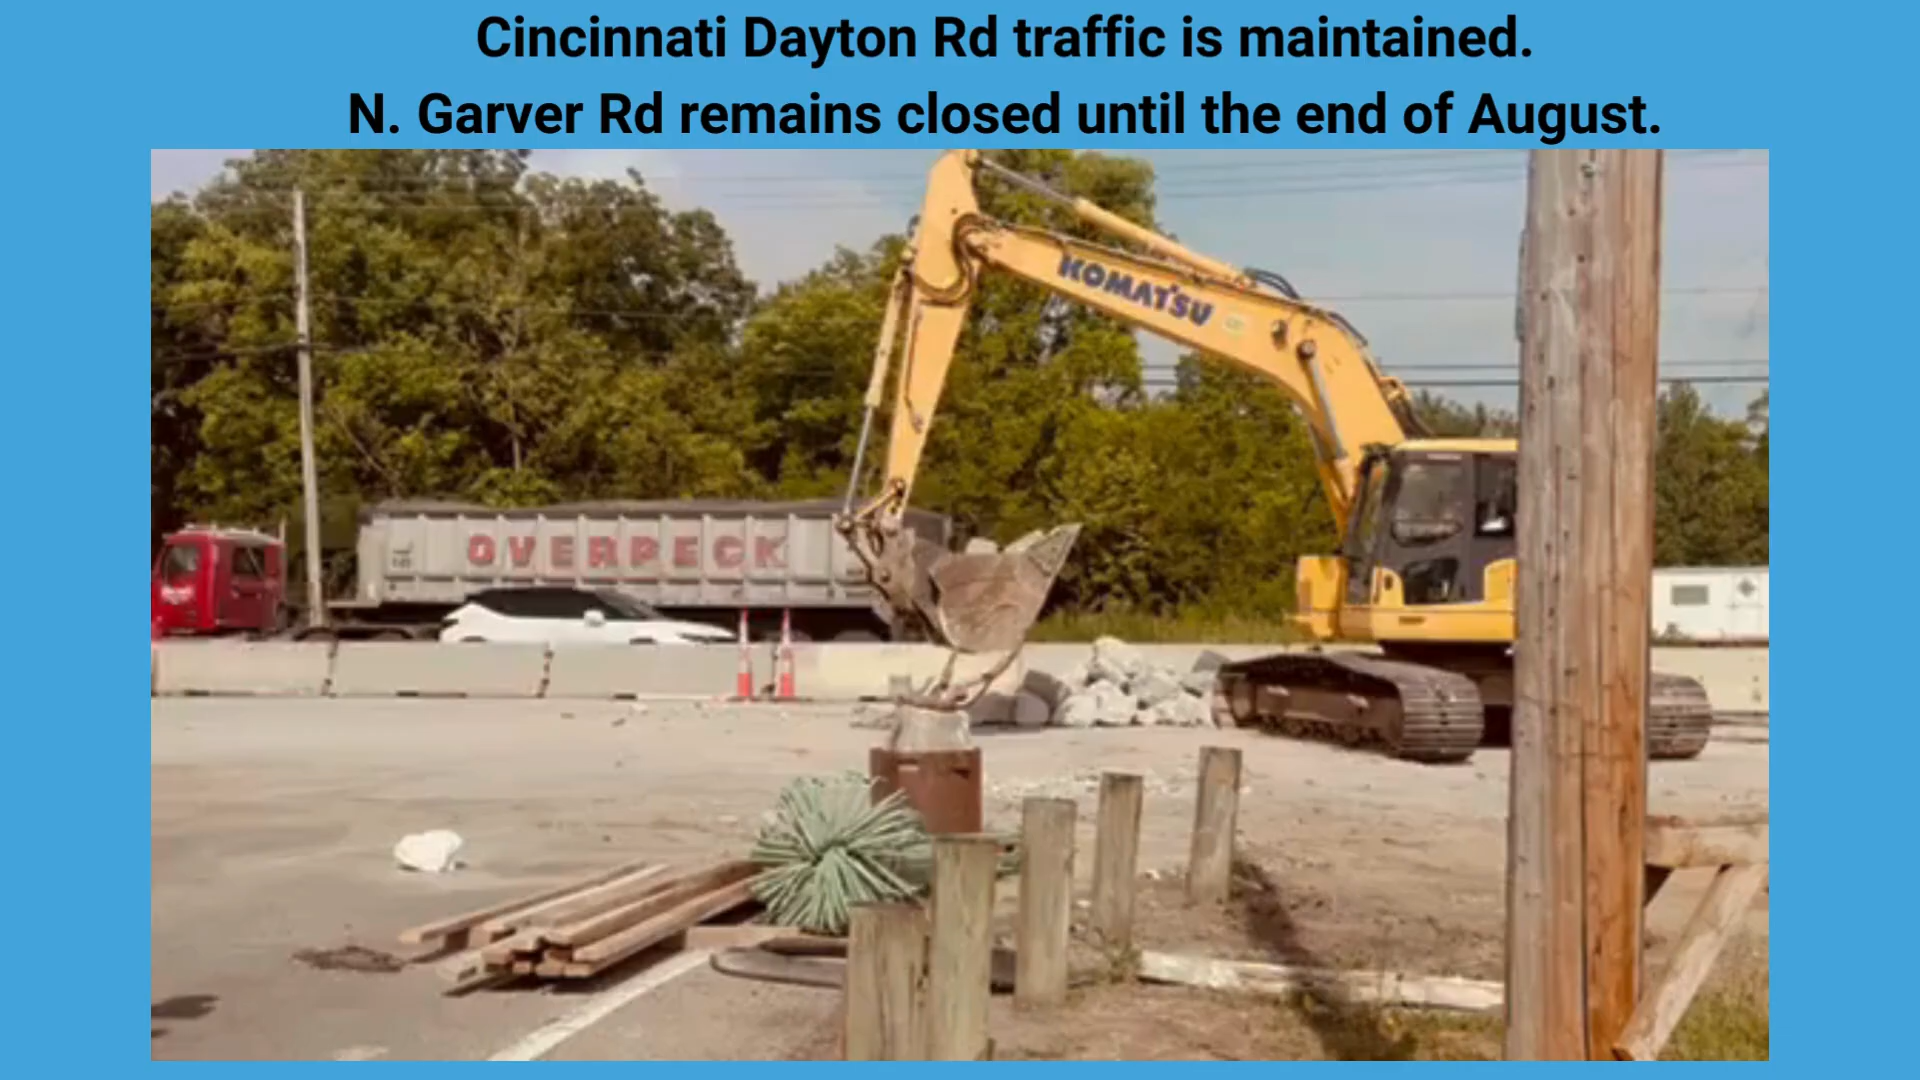 Cincinnati Dayton Rd traffic is maintained.
N. Garver Rd remains closed until the end of August.
KOMATSU
OVERPECK